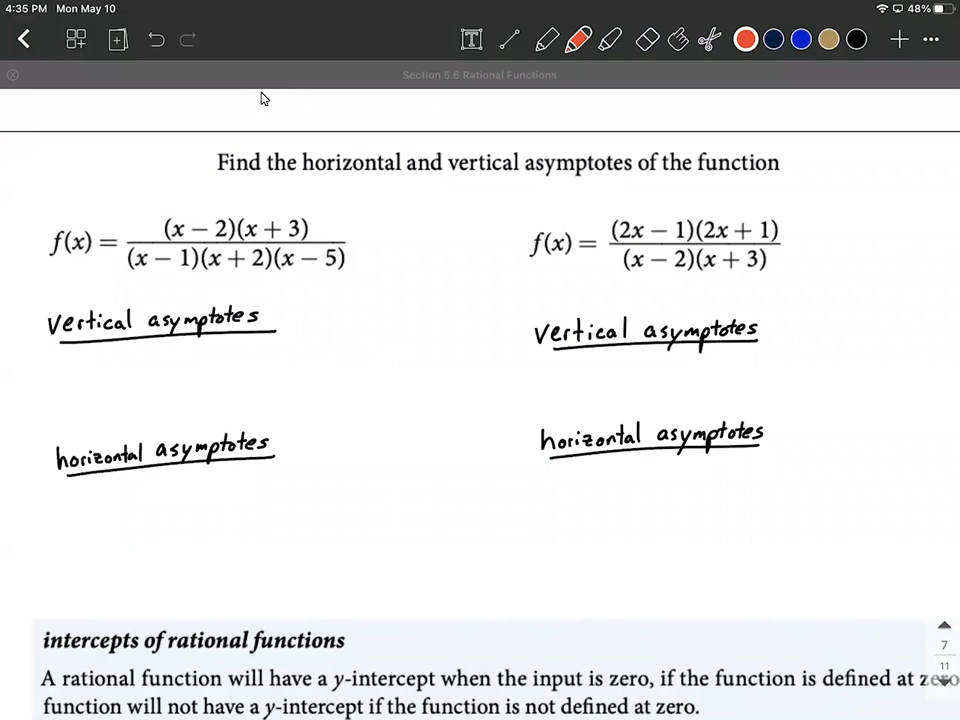 4:35 PM Mon May 10
48%
Section 5.6 Rational Functions
Find the horizontal and vertical asymptotes of the function
f(x) = (x − 2)(x + 3) / (x − 1)(x + 2)(x − 5)
f(x) = (2x − 1)(2x + 1) / (x − 2)(x + 3)
vertical asymptotes
vertical asymptotes
horizontal asymptotes
horizontal asymptotes
intercepts of rational functions
A rational function will have a y-intercept when the input is zero, if the function is defined at zero
function will not have a y-intercept if the function is not defined at zero.
7
11